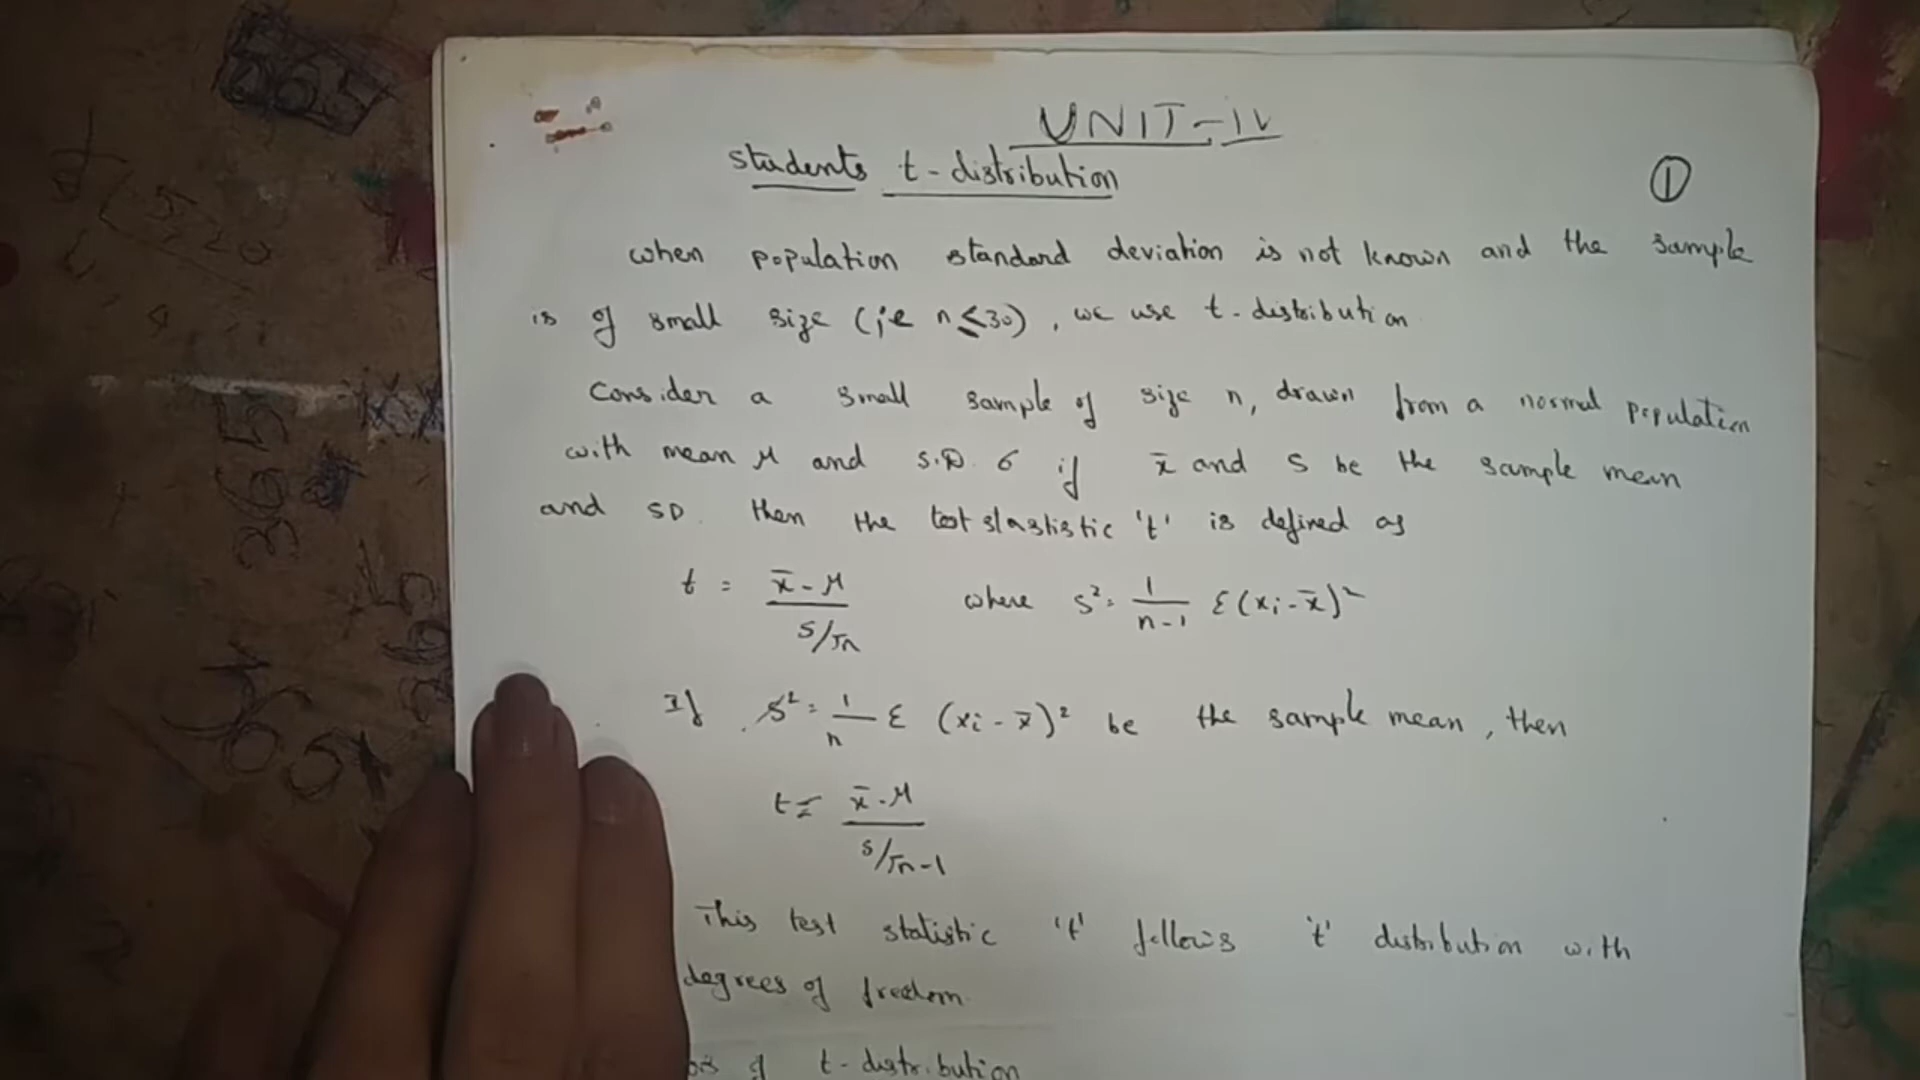 UNIT-IV
students t-distribution
①
when population standard deviation is not known and the sample
is of small size (i.e n≤30), we use t-distribution
Consider a small sample of size n, drawn from a normal population
with mean μ and S.D. σ if x̄ and S be the sample mean
and SD. then the test stastistic 't' is defined as
t = (x̄-μ)/(S/√n) where S² = 1/(n-1) Σ(xi-x̄)²
If S² = 1/n Σ (xi-x̄)² be the sample mean, then
t = (x̄-μ)/(s/√n-1)
This test statistic 't' follows 't' distribution with
degrees of freedom.
of t-distribution
365